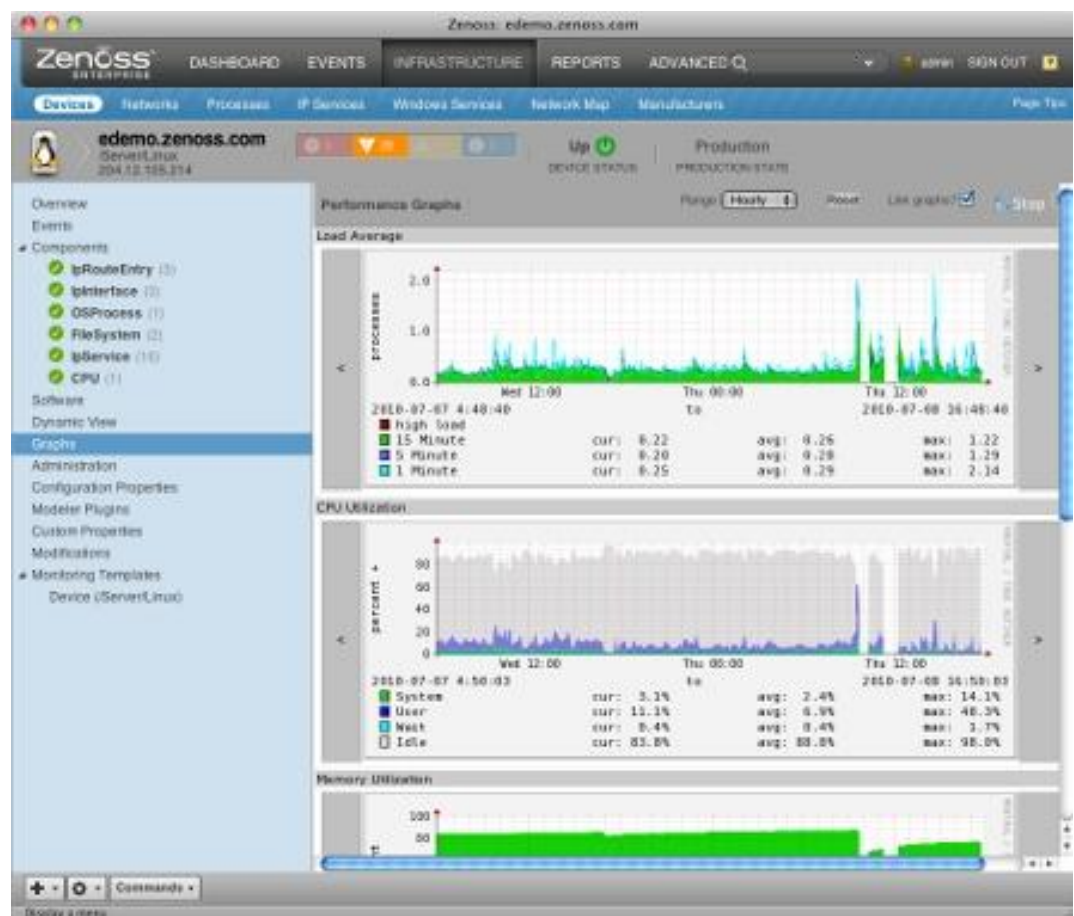 Zenoss: edemo.zenoss.com
Zenoss ENTERPRISE DASHBOARD EVENTS INFRASTRUCTURE REPORTS ADVANCED admin SIGN OUT ?
Devices Networks Processes IP Services Windows Services Network Map Manufacturers Page Tips
edemo.zenoss.com
/Server/Linux
Up
DEVICE STATUS
Production
PRODUCTION STATE
Overview
Events
Components
IpRouteEntry (3)
IpInterface
OSProcess (1)
FileSystem (2)
IpService
CPU (1)
Software
Dynamic View
Graphs
Administration
Configuration Properties
Modeler Plugins
Custom Properties
Modifications
Monitoring Templates
Device (/Server/Linux)
Performance Graphs Range Hourly Reset Link graphs? Stop
Load Average
processes
2.0
1.0
0.0
Wed 12:00 Thu 00:00 Thu 12:00
2010-07-07 4:48:40 to 2010-07-08 16:48:40
high load
15 Minute cur: 0.22 avg: 0.26 max: 1.22
5 Minute cur: 0.20 avg: 0.28 max: 1.29
1 Minute cur: 0.25 avg: 0.29 max: 2.14
< >
CPU Utilization
percent
80
60
40
20
0
Wed 12:00 Thu 00:00 Thu 12:00
2010-07-07 4:50:03 to 2010-07-08 16:50:03
System cur: 3.1% avg: 2.4% max: 14.1%
User cur: 11.1% avg: 6.9% max: 48.3%
Wait cur: 0.4% avg: 0.4% max: 1.7%
Idle cur: 83.8% avg: 88.8% max: 98.0%
< >
Memory Utilization
100
80
Commands
Display a menu